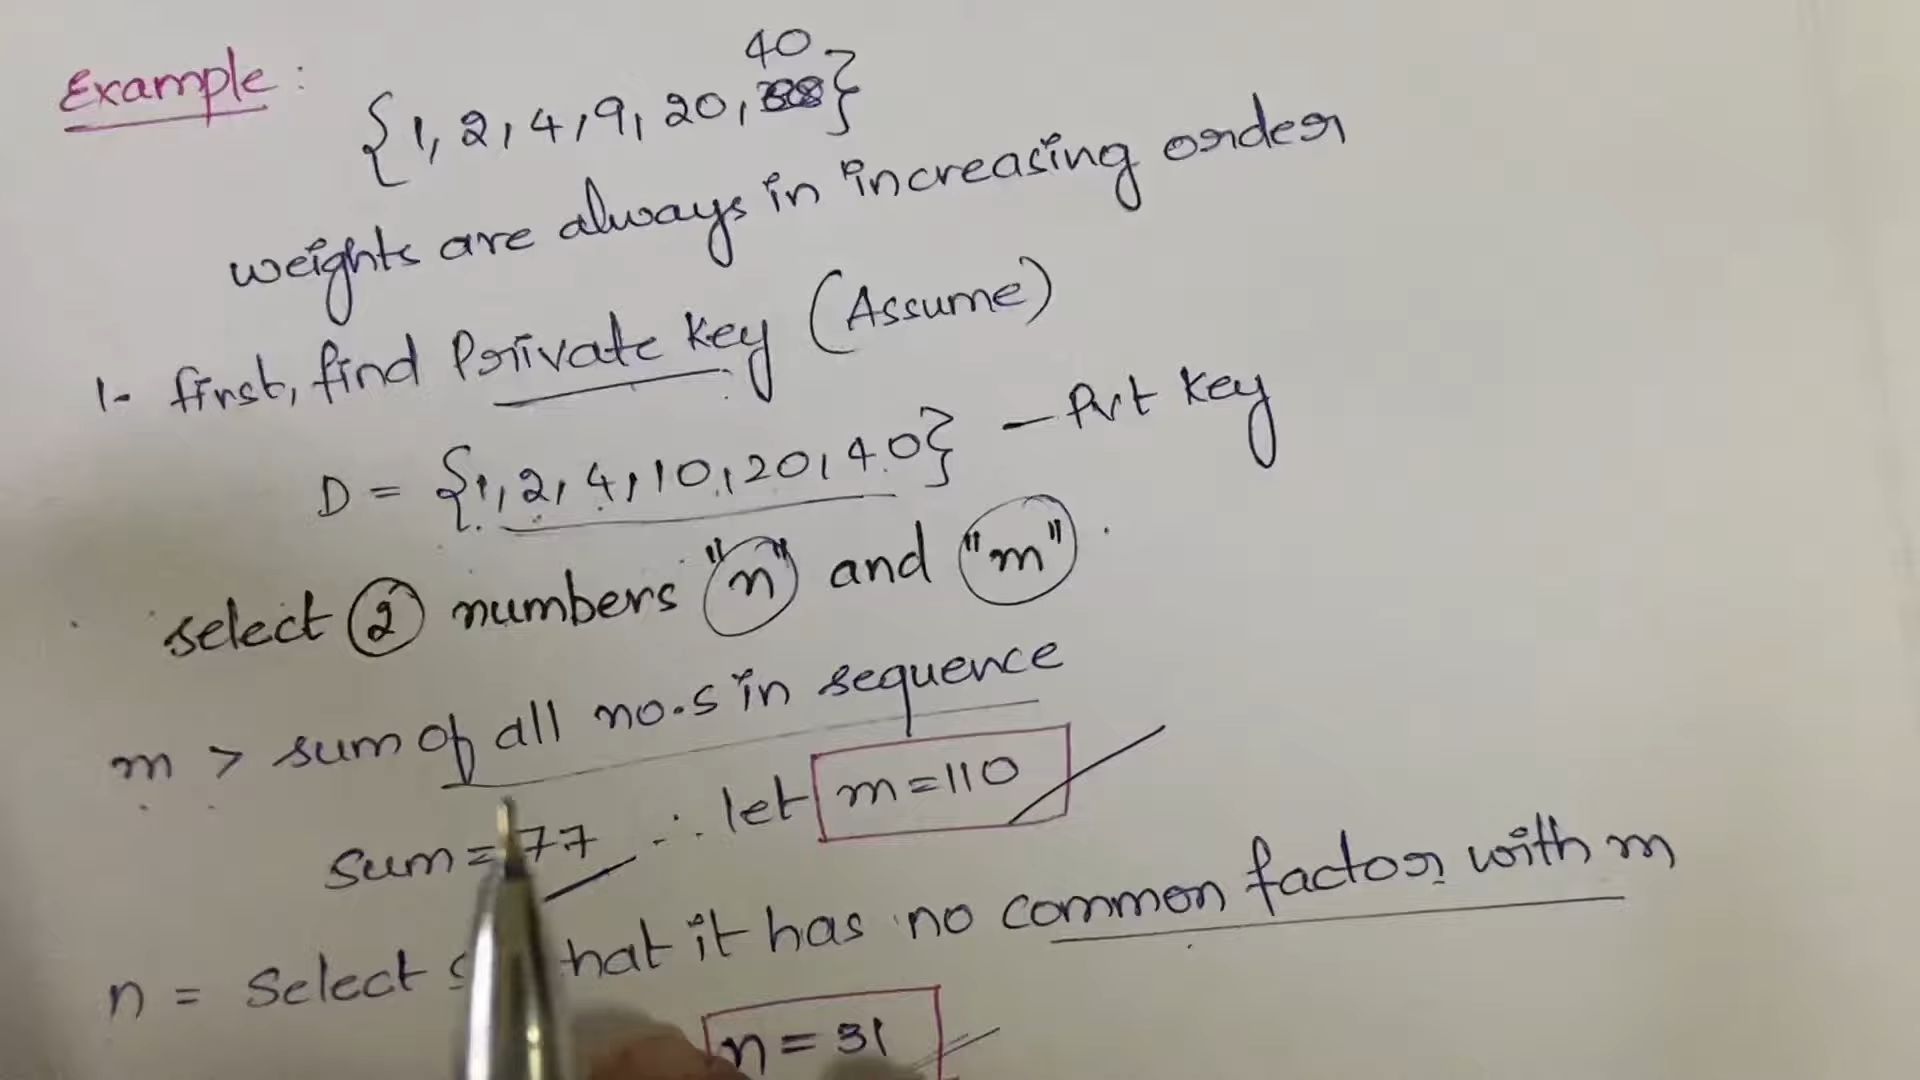 Example:
40
{1, 2, 4, 9, 20, }
weights are always in increasing order
1- first, find Private key (Assume)
D = {1, 2, 4, 10, 20, 40} - Pvt key
select 2 numbers "n" and "m"
m > sum of all no.s in sequence
sum = 77 ∴ let m=110
n = select that it has no common factor with m
n = 31